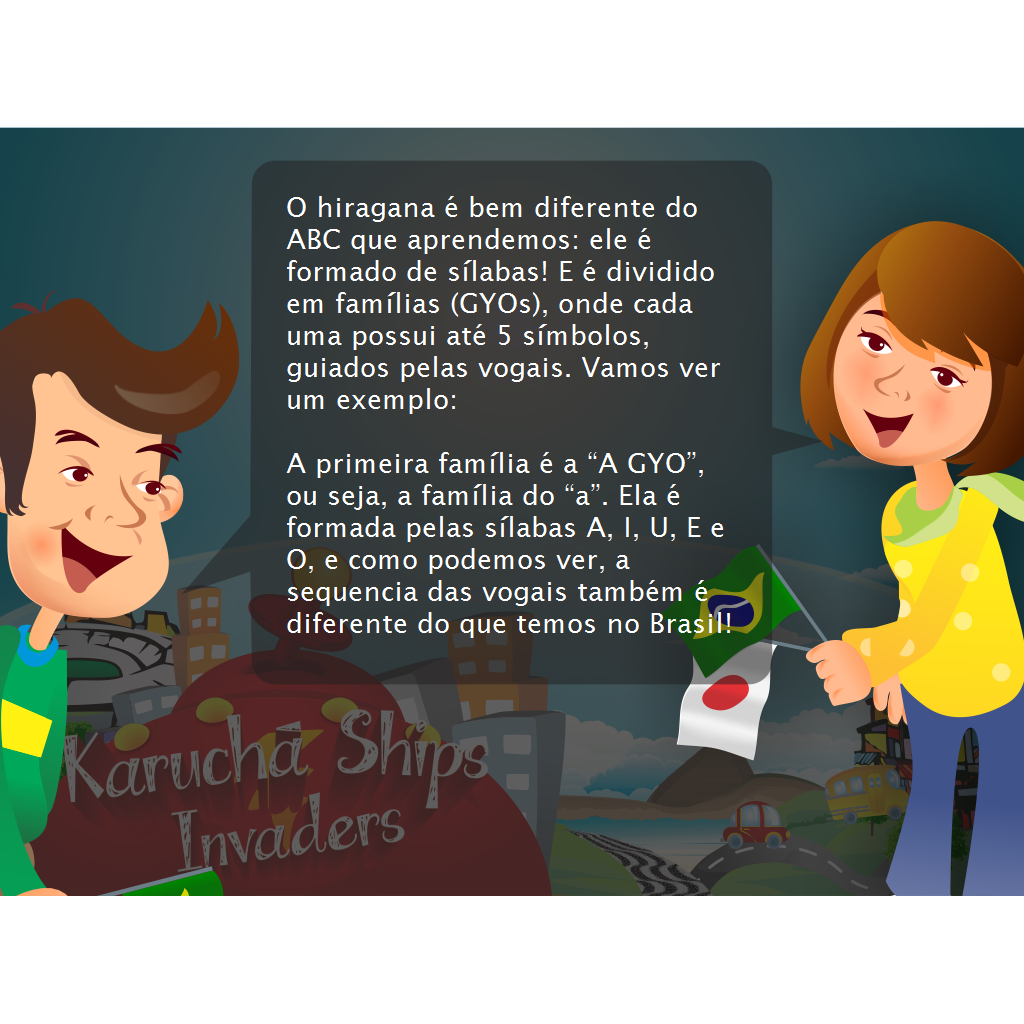 O hiragana é bem diferente do
ABC que aprendemos: ele é
formado de sílabas! E é dividido
em famílias (GYOs), onde cada
uma possui até 5 símbolos,
guiados pelas vogais. Vamos ver
um exemplo:
A primeira família é a “A GYO”,
ou seja, a família do “a”. Ela é
formada pelas sílabas A, I, U, E e
O, e como podemos ver, a
sequencia das vogais também é
diferente do que temos no Brasil!
Karuchā Ships
Invaders